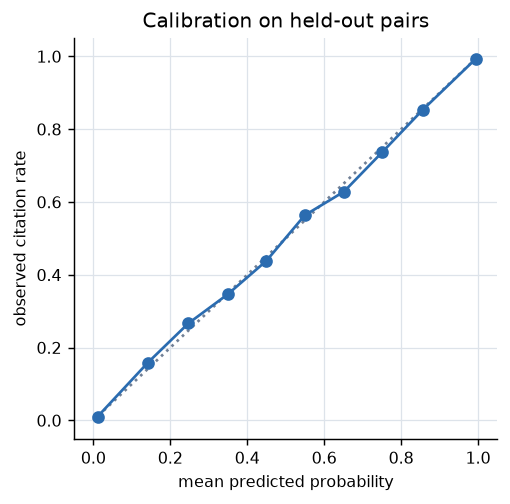 Calibration on held-out pairs
1.0
0.8
0.6
0.4
0.2
0.0
observed citation rate
0.0 0.2 0.4 0.6 0.8 1.0
mean predicted probability